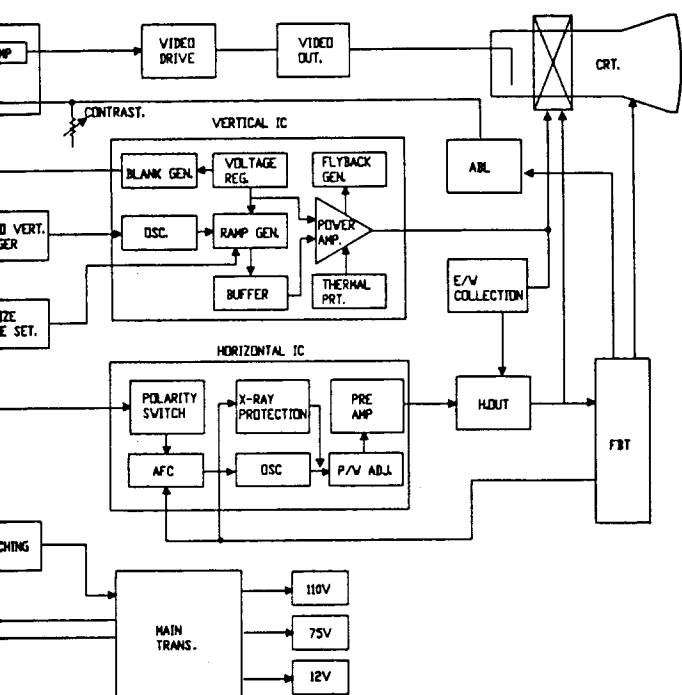 MP
VIDEO
DRIVE
VIDEO
OUT.
CRT.
CONTRAST.
VERTICAL IC
BLANK GEN.
VOLTAGE
REG.
FLYBACK
GEN.
ABL
VERT.
GER
OSC.
RAMP GEN.
POWER
AMP.
BUFFER
THERMAL
PRT.
E/W
COLLECTION
IZE
E SET.
HORIZONTAL IC
POLARITY
SWITCH
X-RAY
PROTECTION
PRE
AMP
H.OUT
FBT
AFC
OSC
P/W ADJ.
CHING
MAIN
TRANS.
110V
75V
12V